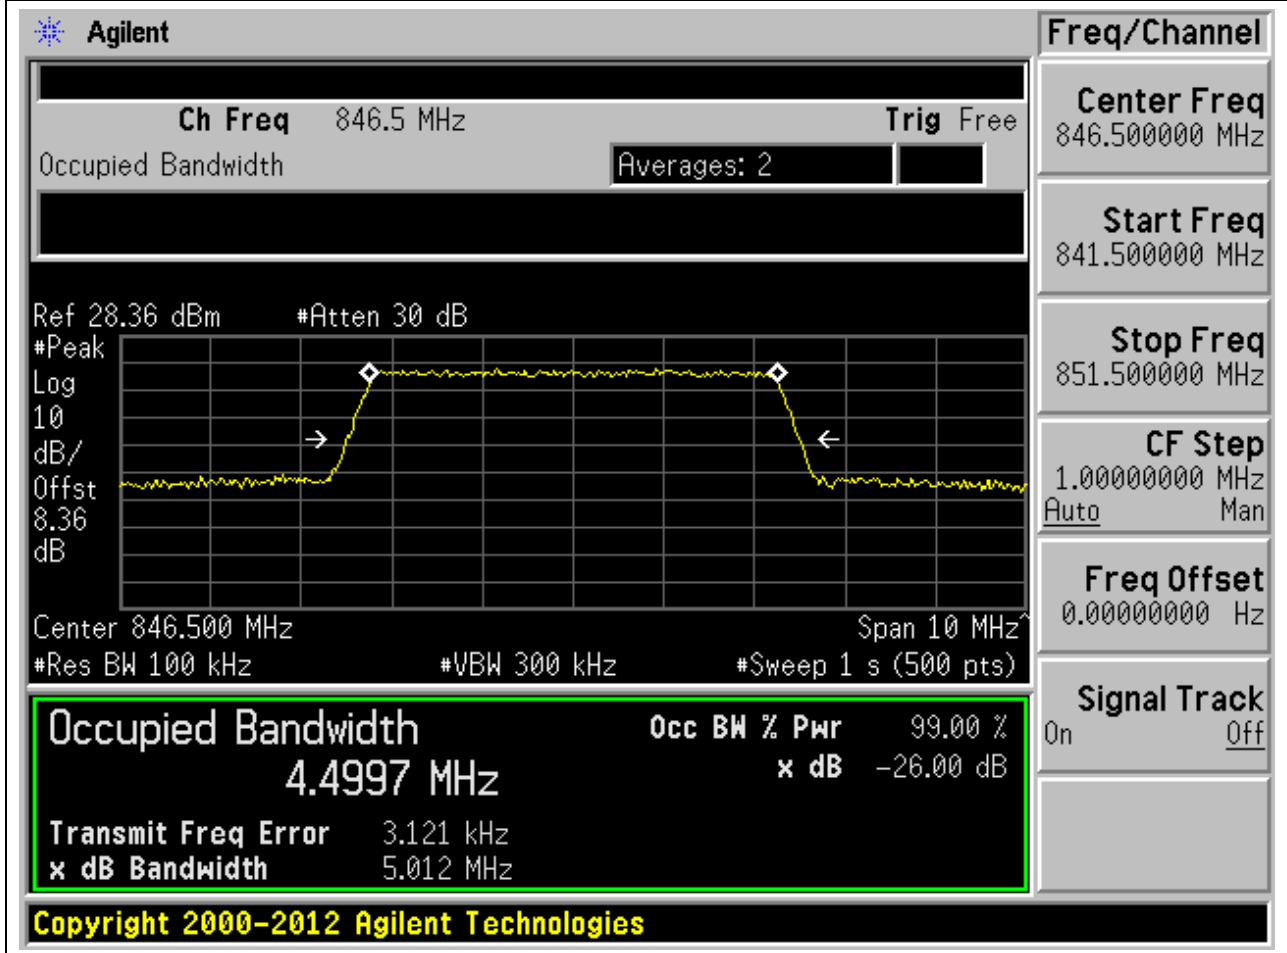 Agilent
Freq/Channel
Ch Freq 846.5 MHz Trig Free
Occupied Bandwidth Averages: 2
Center Freq
846.500000 MHz
Start Freq
841.500000 MHz
Stop Freq
851.500000 MHz
CF Step
1.00000000 MHz
Auto Man
Freq Offset
0.00000000 Hz
Signal Track
On Off
Ref 28.36 dBm #Atten 30 dB
#Peak
Log
10
dB/
Offst
8.36
dB
Center 846.500 MHz Span 10 MHz^
#Res BW 100 kHz #VBW 300 kHz #Sweep 1 s (500 pts)
Occupied Bandwidth Occ BW % Pwr 99.00 %
4.4997 MHz x dB -26.00 dB
Transmit Freq Error 3.121 kHz
x dB Bandwidth 5.012 MHz
Copyright 2000-2012 Agilent Technologies